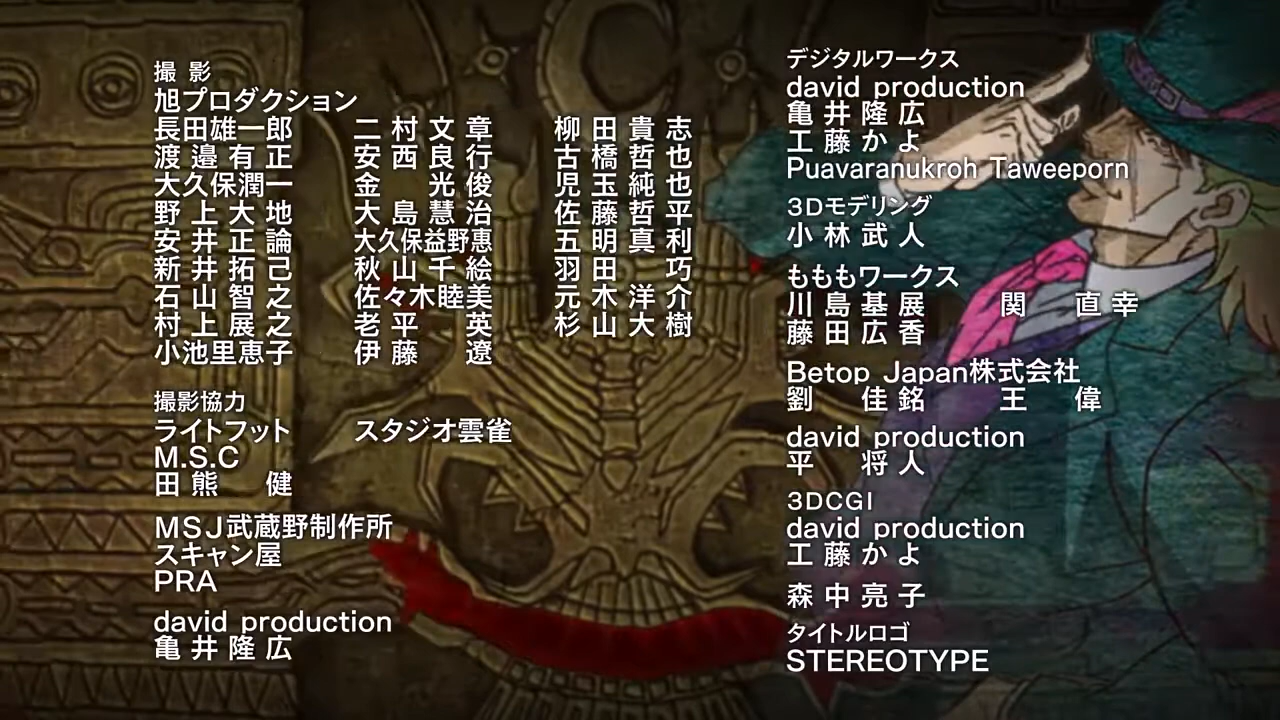 撮影
旭プロダクション
長田雄一郎 二村文章 柳田貴志
渡邉有正 安西良行 古橋哲也
大久保潤一 金光俊 児玉純也
野上大地 大島慧治 佐藤哲平
安井正論 大久保益野惠 五明真利
新井拓己 秋山千絵 羽田巧
石山智之 佐々木睦美 元木洋介
村上展之 老平英 杉山大樹
小池里恵子 伊藤遼
撮影協力
ライトフット スタジオ雲雀
M.S.C
田熊健
MSJ武蔵野制作所
スキャン屋
PRA
david production
亀井隆広
デジタルワークス
david production
亀井隆広
工藤かよ
Puavaranukroh Taweeporn
3Dモデリング
小林武人
もももワークス
川島基展 関直幸
藤田広香
Betop Japan株式会社
劉佳銘 王偉
david production
平将人
3DCGI
david production
工藤かよ
森中亮子
タイトルロゴ
STEREOTYPE